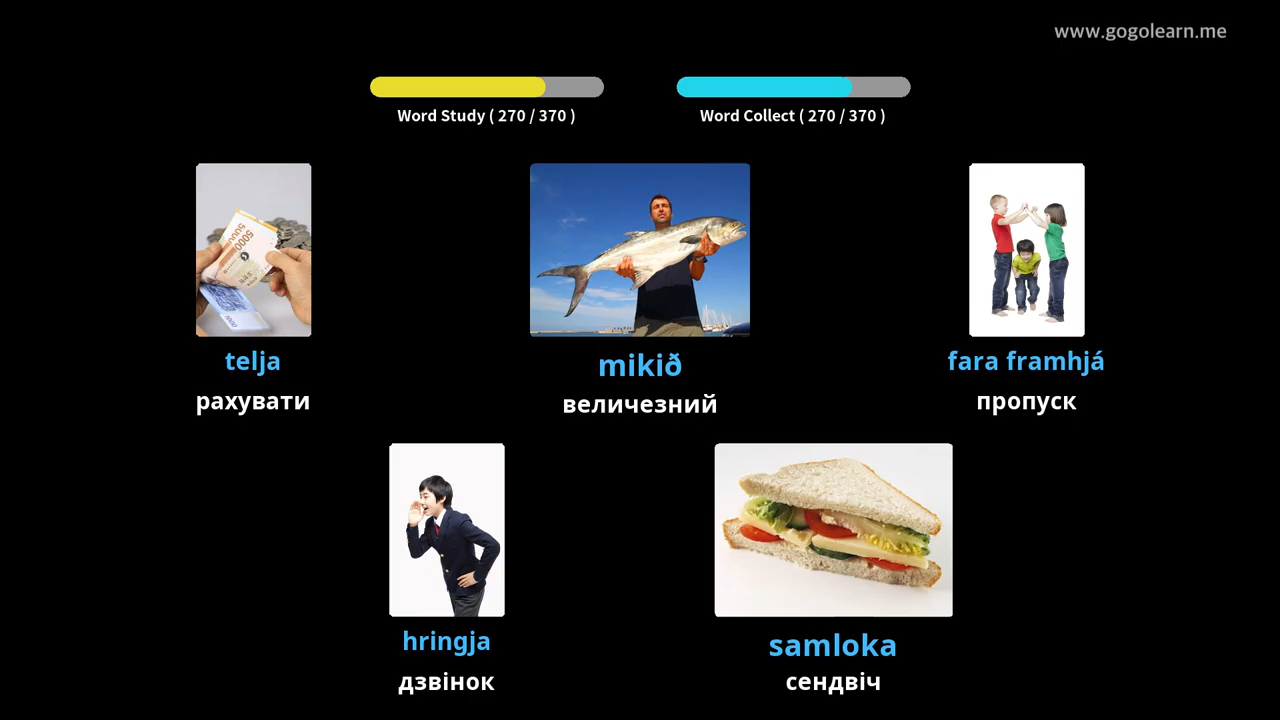 www.gogolearn.me
Word Study ( 270 / 370 )
Word Collect ( 270 / 370 )
telja
рахувати
mikið
величезний
fara framhjá
пропуск
hringja
дзвінок
samloka
сендвіч